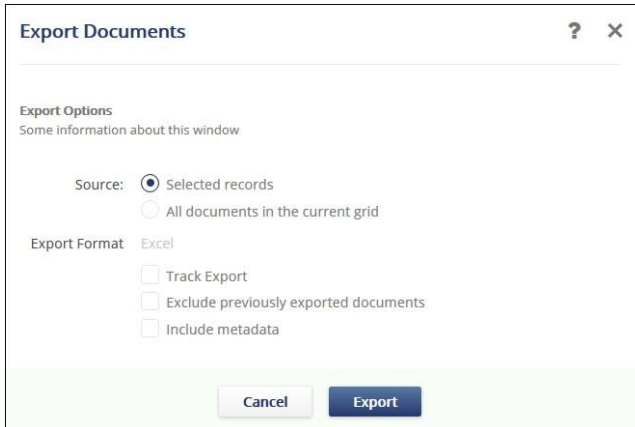 Export Documents ? ×
Export Options
Some information about this window
Source: Selected records
All documents in the current grid
Export Format Excel
Track Export
Exclude previously exported documents
Include metadata
Cancel Export